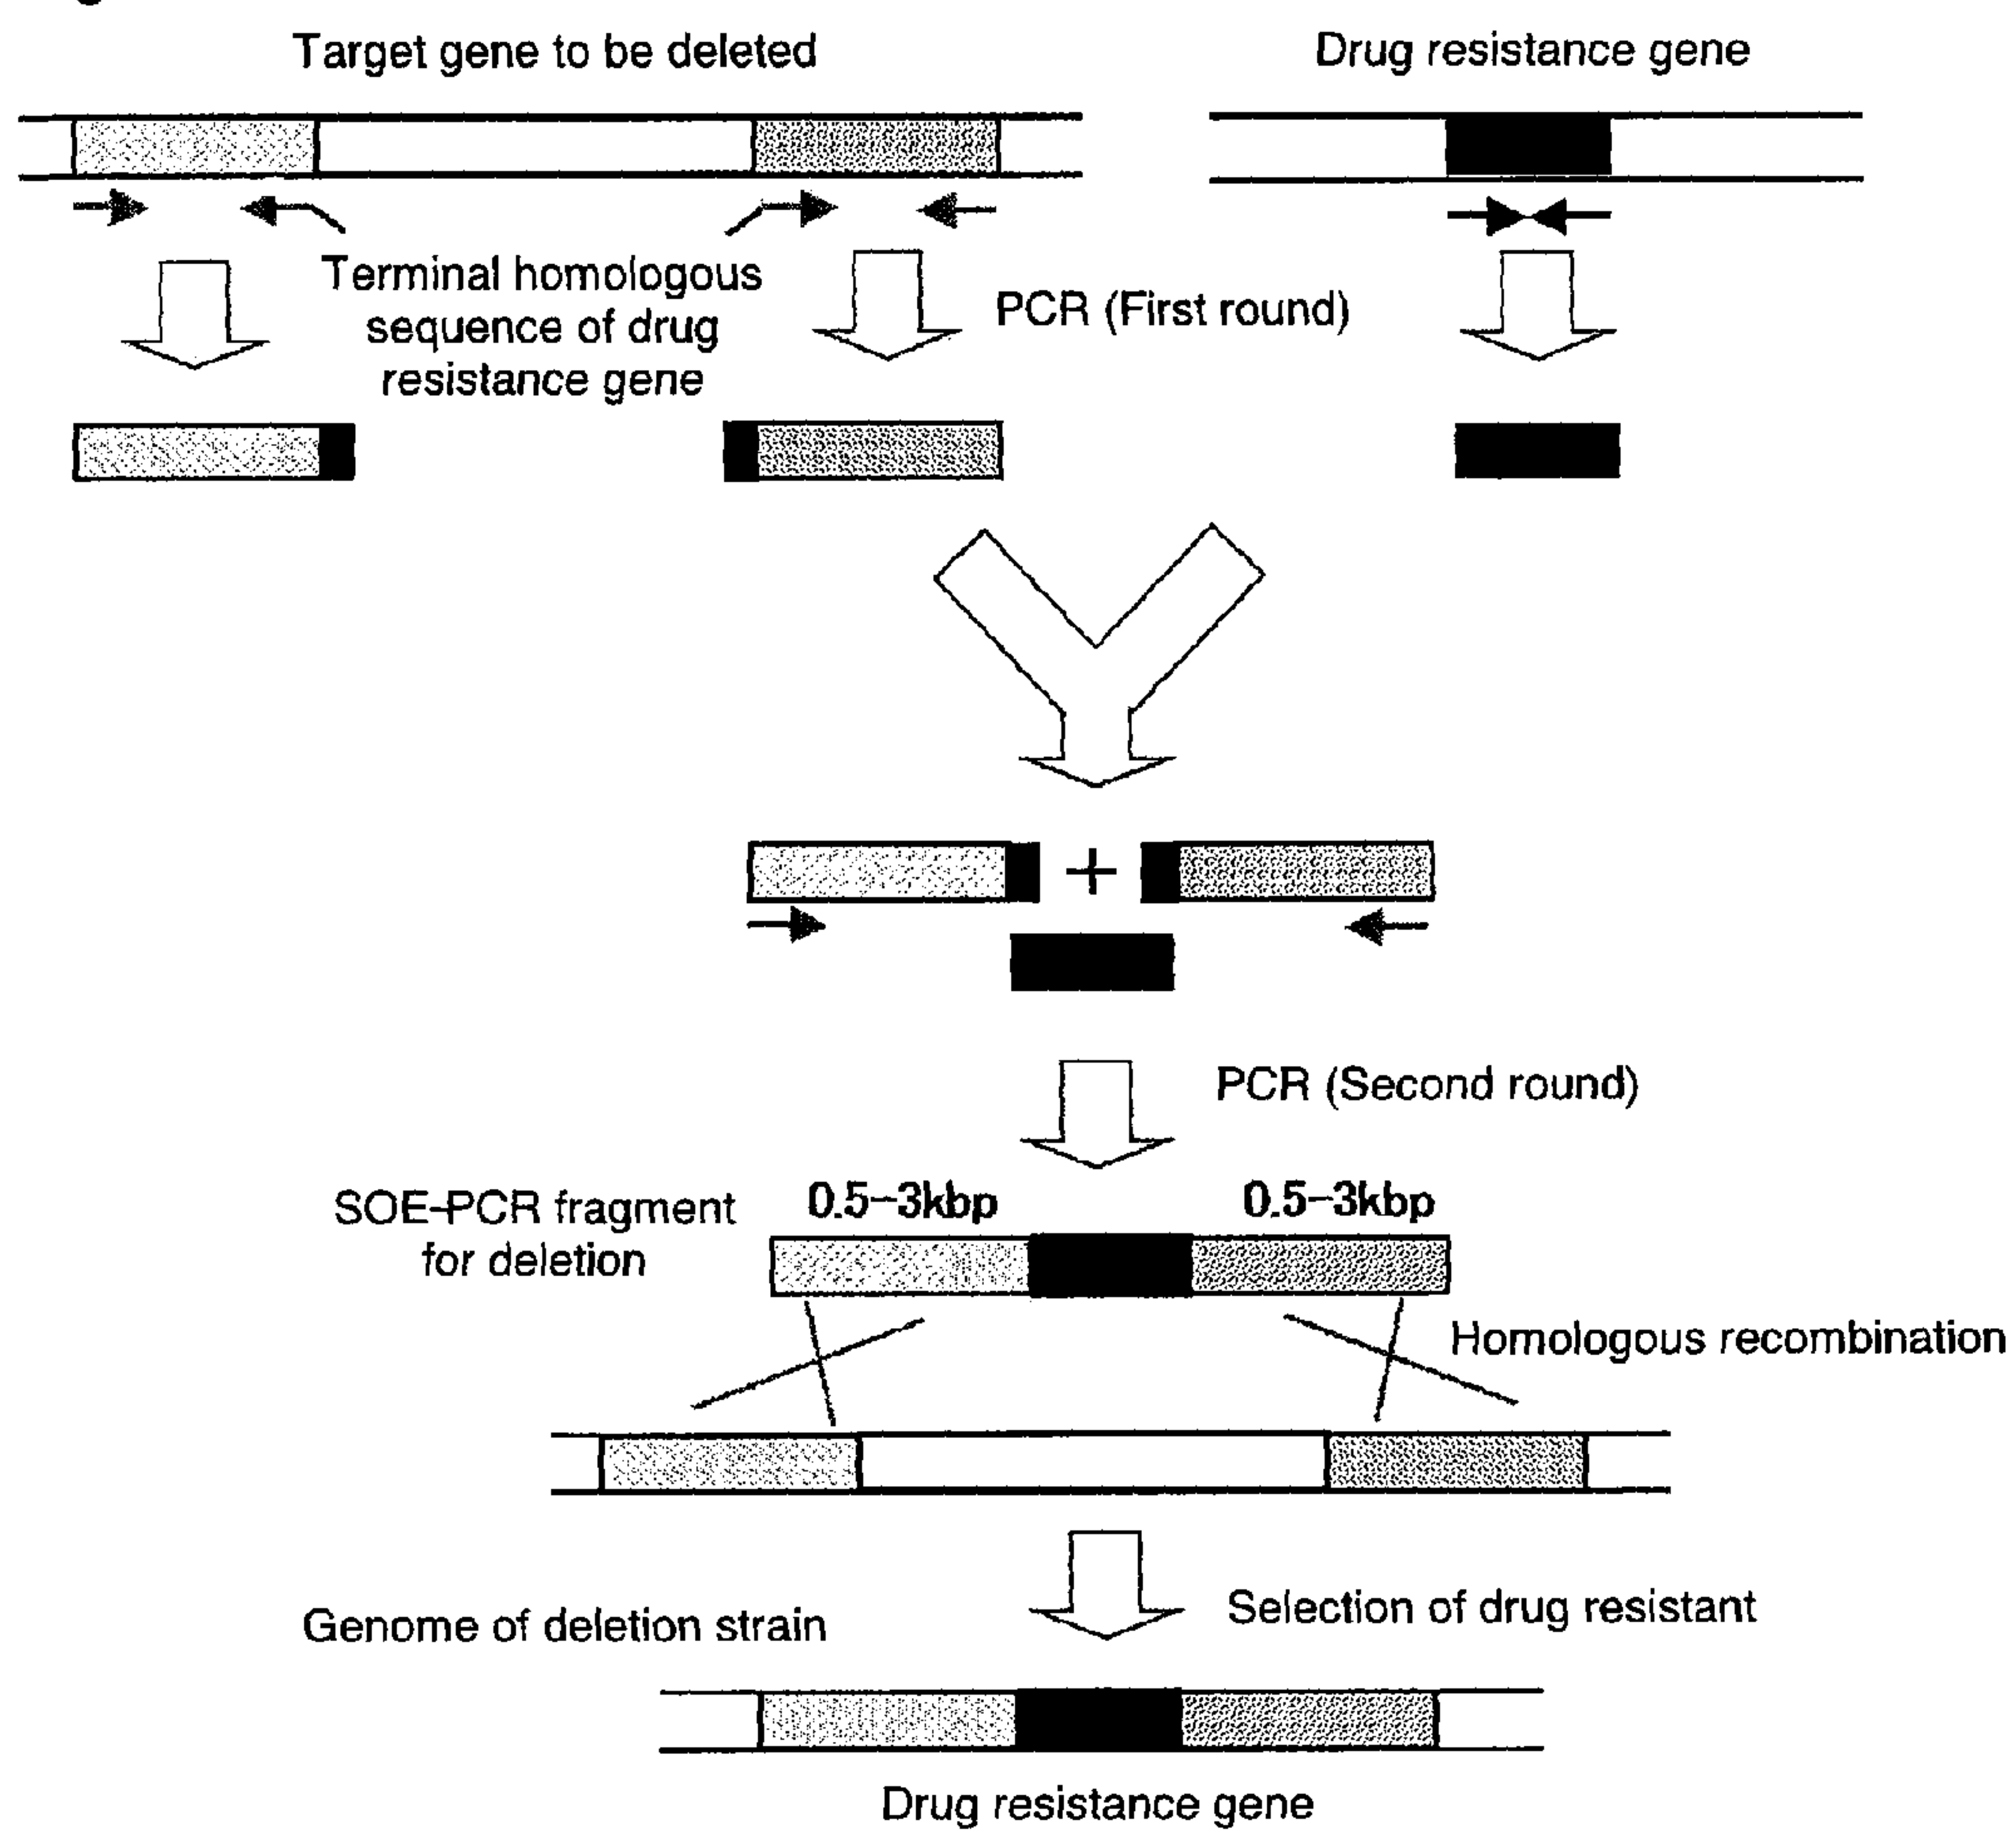 Target gene to be deleted
Drug resistance gene
Terminal homologous
sequence of drug
resistance gene
PCR (First round)
PCR (Second round)
SOE-PCR fragment
for deletion
0.5-3kbp
0.5-3kbp
Homologous recombination
Genome of deletion strain
Selection of drug resistant
Drug resistance gene